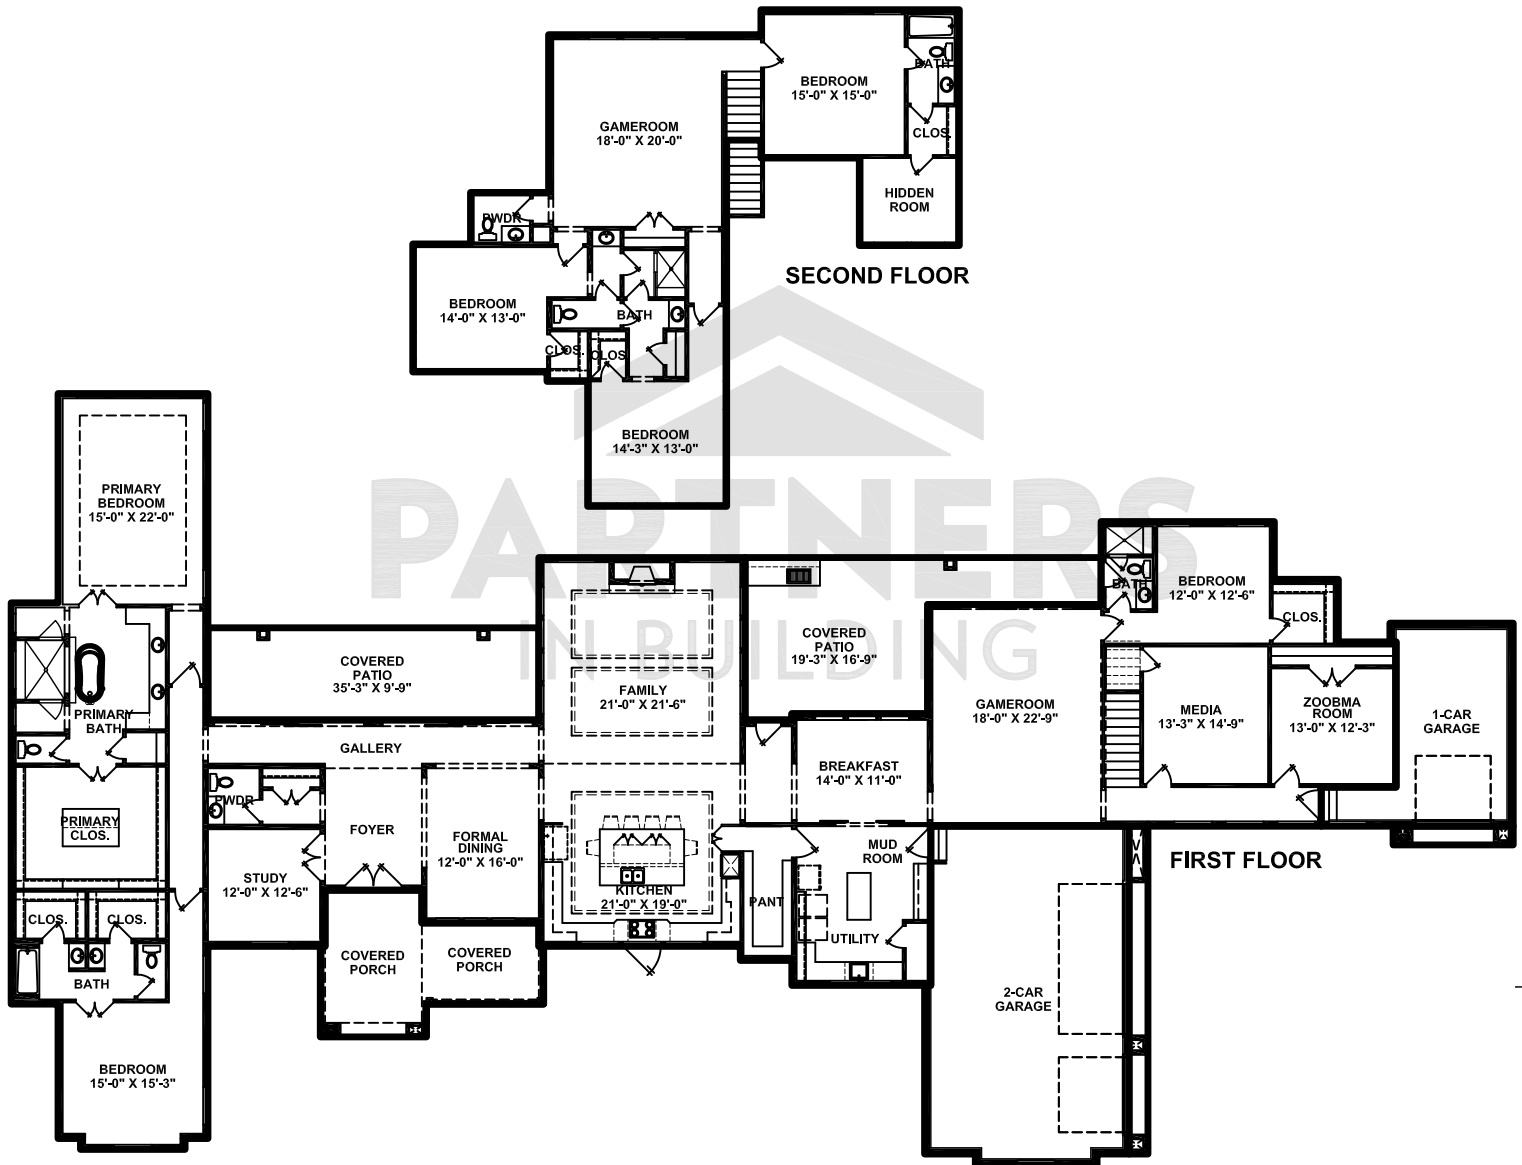 BEDROOM
15'-0" X 15'-0"
BATH
CLOS.
GAMEROOM
18'-0" X 20'-0"
HIDDEN
ROOM
PWDR
SECOND FLOOR
BEDROOM
14'-0" X 13'-0"
BATH
CLOS.
CLOS.
BEDROOM
14'-3" X 13'-0"
PARTNERS
IN BUILDING
PRIMARY
BEDROOM
15'-0" X 22'-0"
PRIMARY
BATH
PRIMARY
CLOS.
CLOS.
CLOS.
BATH
BEDROOM
15'-0" X 15'-3"
COVERED
PATIO
35'-3" X 9'-9"
GALLERY
PWDR
FOYER
STUDY
12'-0" X 12'-6"
FORMAL
DINING
12'-0" X 16'-0"
COVERED
PORCH
COVERED
PORCH
FAMILY
21'-0" X 21'-6"
KITCHEN
21'-0" X 19'-0"
PANT
COVERED
PATIO
19'-3" X 16'-9"
BREAKFAST
14'-0" X 11'-0"
MUD
ROOM
UTILITY
GAMEROOM
18'-0" X 22'-9"
BATH
BEDROOM
12'-0" X 12'-6"
CLOS.
MEDIA
13'-3" X 14'-9"
ZOOBMA
ROOM
13'-0" X 12'-3"
1-CAR
GARAGE
FIRST FLOOR
2-CAR
GARAGE